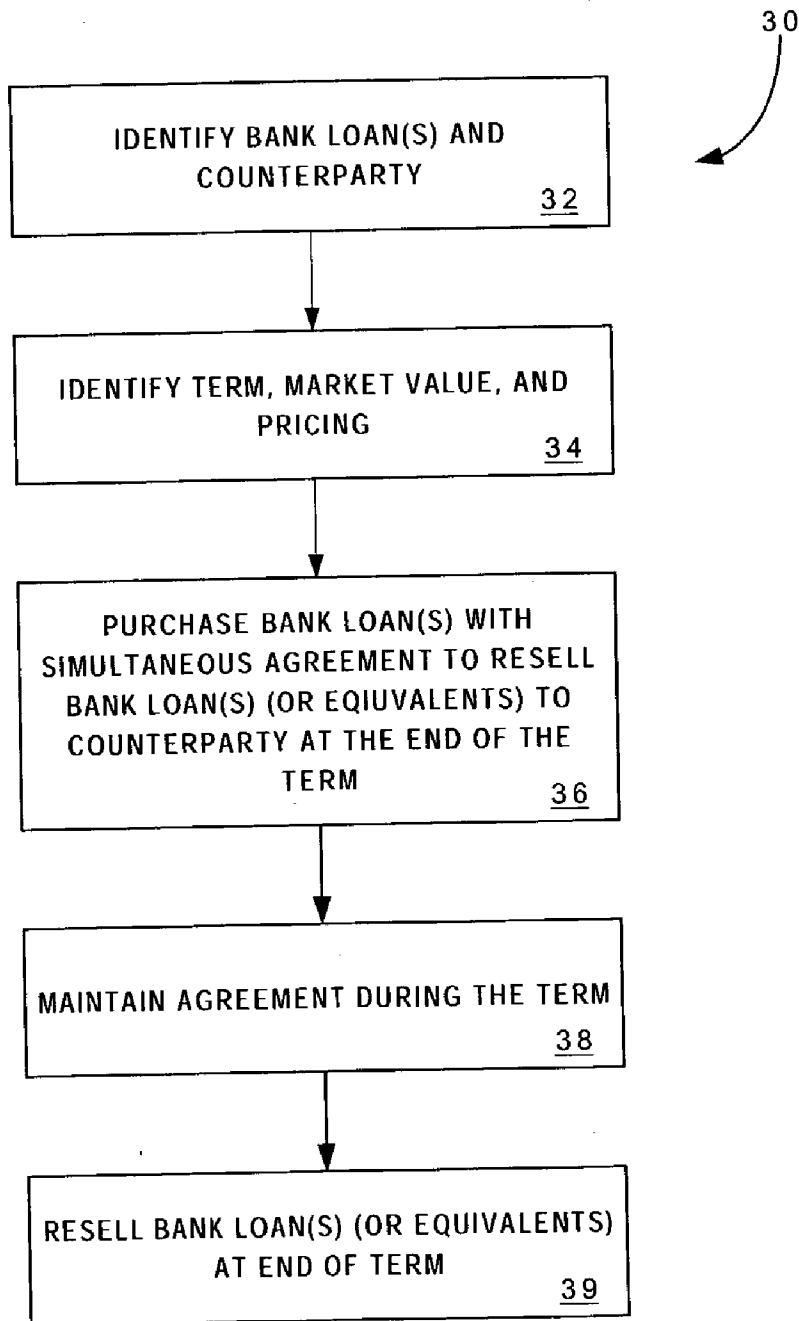 30
IDENTIFY BANK LOAN(S) AND
COUNTERPARTY
32
IDENTIFY TERM, MARKET VALUE, AND
PRICING
34
PURCHASE BANK LOAN(S) WITH
SIMULTANEOUS AGREEMENT TO RESELL
BANK LOAN(S) (OR EQIUVALENTS) TO
COUNTERPARTY AT THE END OF THE
TERM
36
MAINTAIN AGREEMENT DURING THE TERM
38
RESELL BANK LOAN(S) (OR EQUIVALENTS)
AT END OF TERM
39